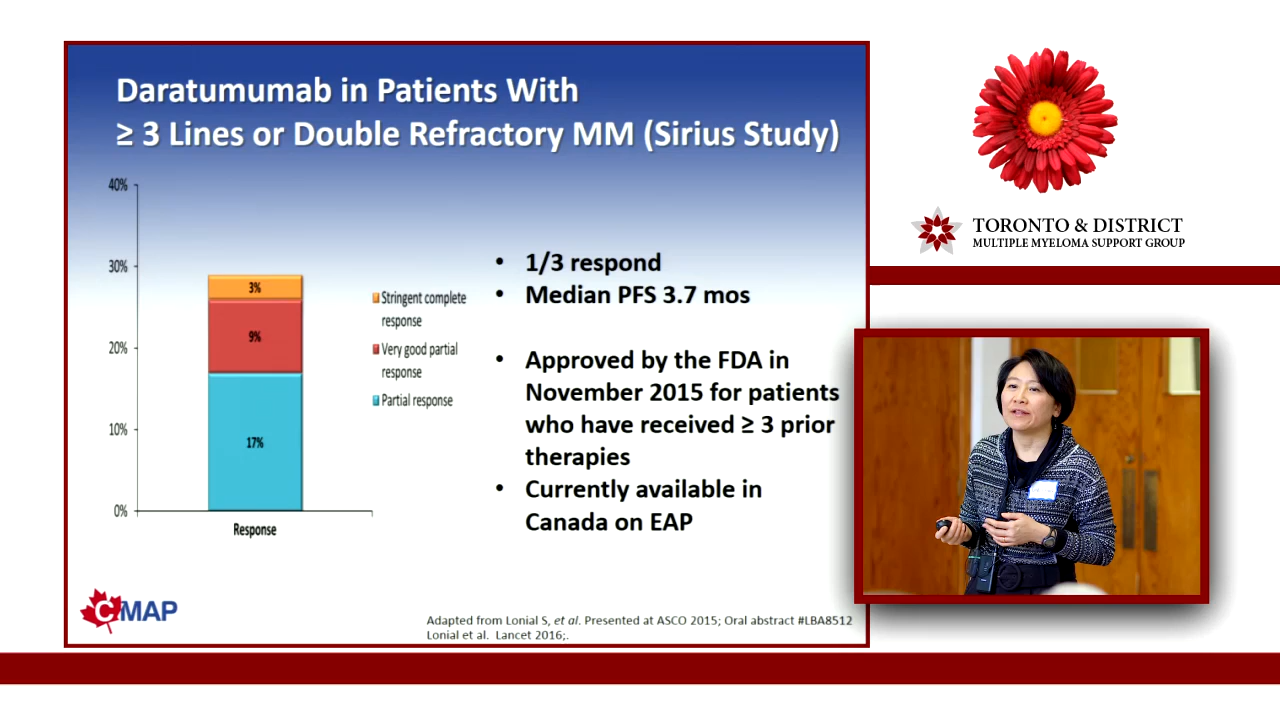 Daratumumab in Patients With
≥ 3 Lines or Double Refractory MM (Sirius Study)
40%
30%
20%
10%
0%
3%
9%
17%
Response
Stringent complete
response
Very good partial
response
Partial response
• 1/3 respond
• Median PFS 3.7 mos
• Approved by the FDA in
November 2015 for patients
who have received ≥ 3 prior
therapies
• Currently available in
Canada on EAP
CMAP
Adapted from Lonial S, et al. Presented at ASCO 2015; Oral abstract #LBA8512
Lonial et al. Lancet 2016;.
TORONTO & DISTRICT
MULTIPLE MYELOMA SUPPORT GROUP